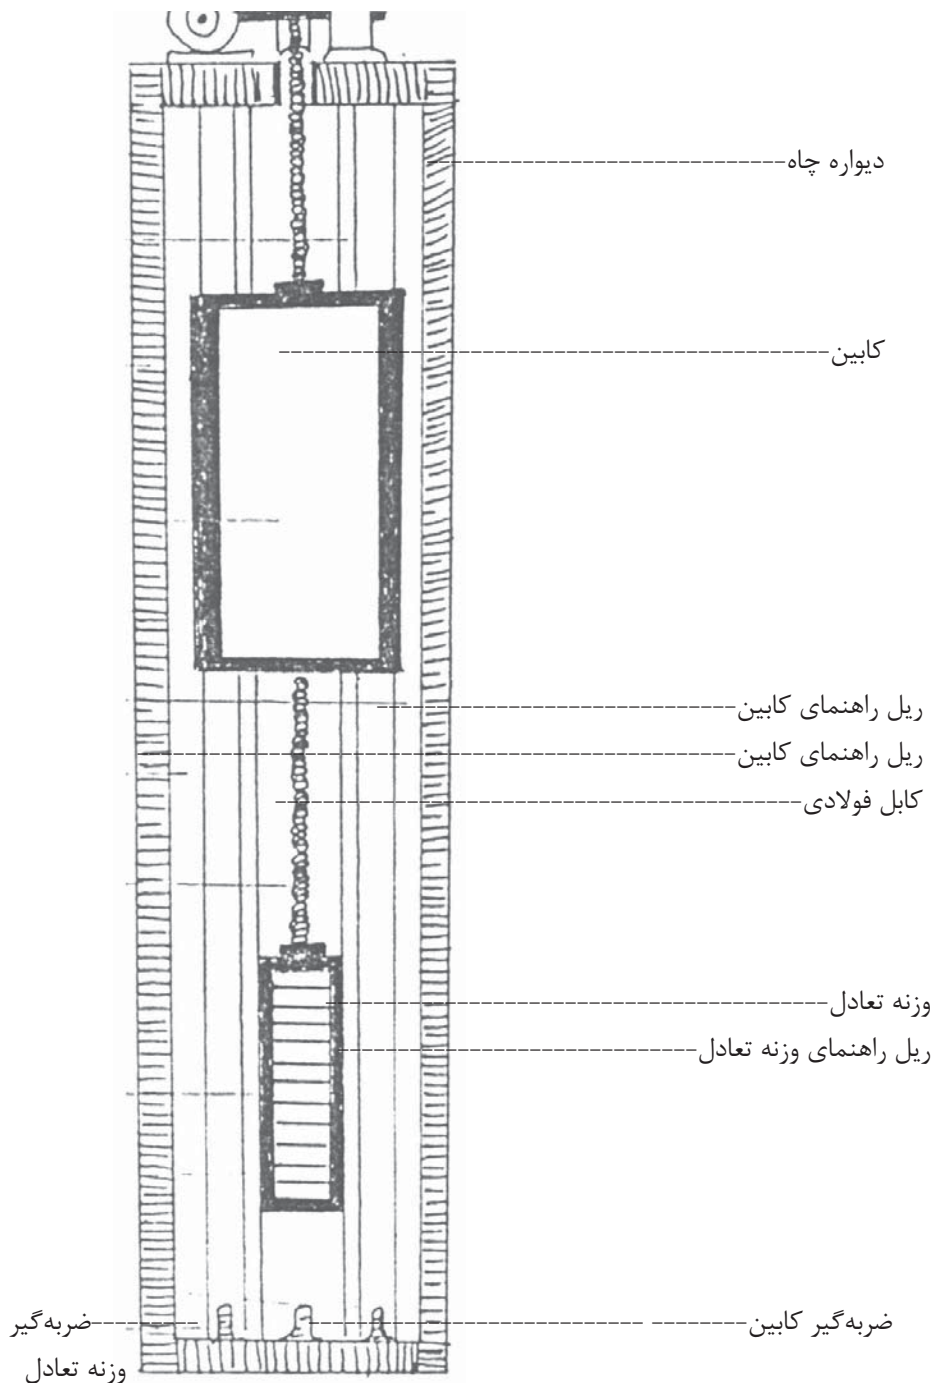 دیواره چاه
کابین
ریل راهنمای کابین
ریل راهنمای کابین
کابل فولادی
وزنه تعادل
ریل راهنمای وزنه تعادل
ضربه‌گیر کابین
ضربه‌گیر
وزنه تعادل